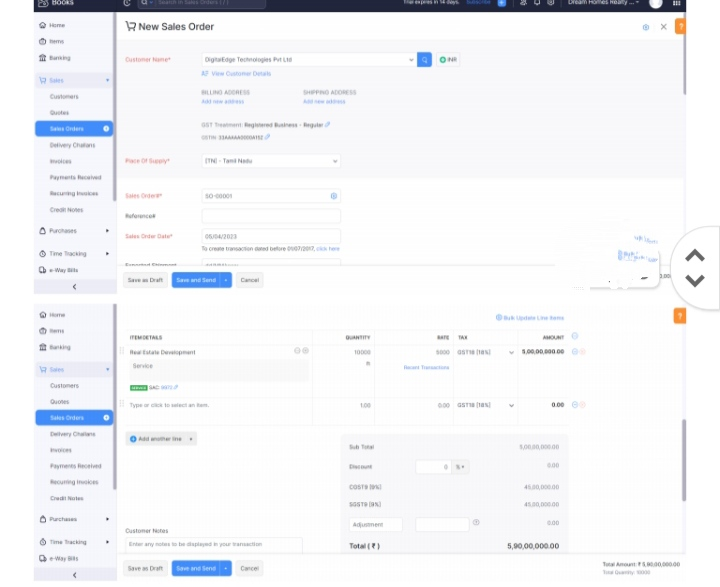 Books
Search in Sales Orders ( / )
Trial expires in 14 days.
Subscribe
Dream Homes Realty ...
Home
Items
Banking
Sales
Customers
Quotes
Sales Orders
Delivery Challans
Invoices
Payments Received
Recurring Invoices
Credit Notes
Purchases
Time Tracking
e-Way Bills
New Sales Order
Customer Name*
DigitalEdge Technologies Pvt Ltd
INR
View Customer Details
BILLING ADDRESS
SHIPPING ADDRESS
Add new address
Add new address
GST Treatment: Registered Business - Regular
Place Of Supply*
[TN] - Tamil Nadu
Sales Order#*
SO-00001
Reference#
Sales Order Date*
05/04/2023
To create transaction dated before 01/07/2017, click here
Expected Shipment
Save as Draft
Save and Send
Cancel
?
Home
Items
Banking
Sales
Customers
Quotes
Sales Orders
Delivery Challans
Invoices
Payments Received
Recurring Invoices
Credit Notes
Purchases
Time Tracking
e-Way Bills
Bulk Update Line Items
?
ITEM DETAILS QUANTITY RATE TAX AMOUNT
Real Estate Development 10000 5000 GST18 [18%] 5,00,00,000.00
Service
ft
Recent Transactions
SERVICE SAC:
Type or click to select an item. 1.00 0.00 GST18 [18%] 0.00
Add another line
Sub Total 5,00,00,000.00
Discount 0 % 0.00
CGST9 [9%] 45,00,000.00
SGST9 [9%] 45,00,000.00
Adjustment 0.00
Customer Notes
Enter any notes to be displayed in your transaction
Total ( ₹ ) 5,90,00,000.00
Save as Draft
Save and Send
Cancel
Total Amount: ₹ 5,90,00,000.00
Total Quantity: 10000